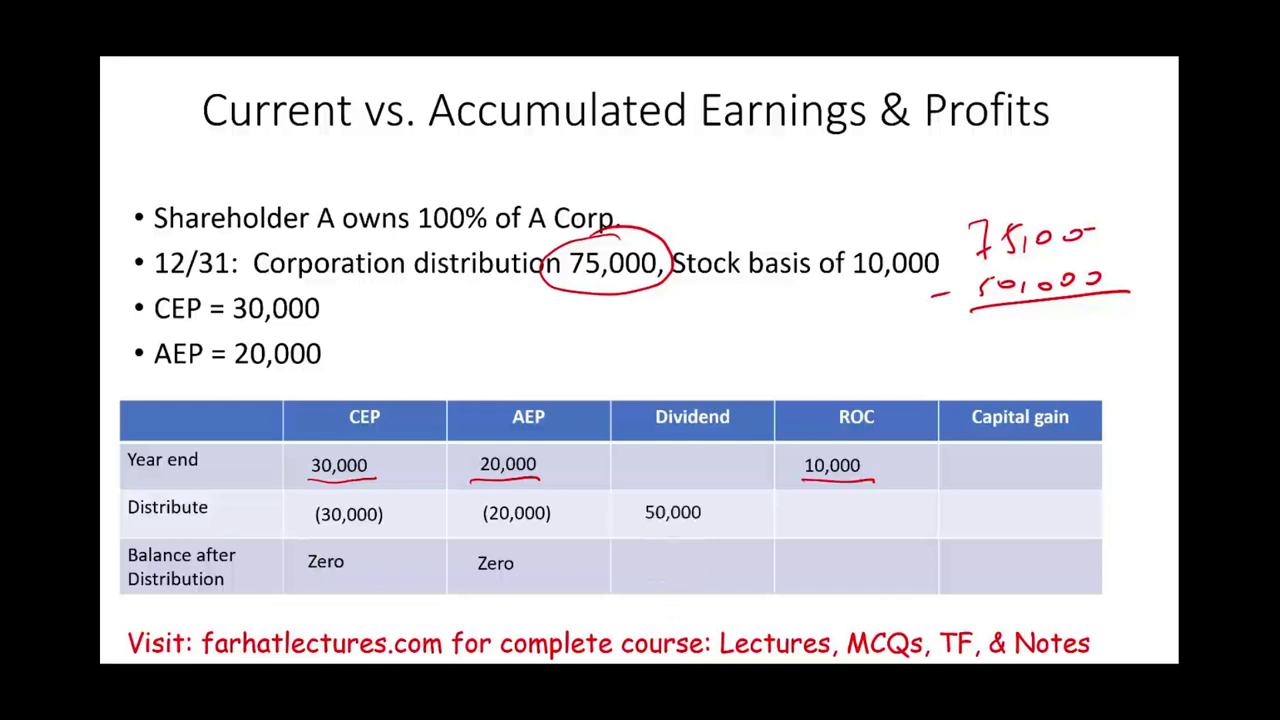 Current vs. Accumulated Earnings & Profits
• Shareholder A owns 100% of A Corp.
• 12/31: Corporation distribution 75,000, Stock basis of 10,000
75,00-
- 50,000
• CEP = 30,000
• AEP = 20,000
CEP AEP Dividend ROC Capital gain
Year end 30,000 20,000 10,000
Distribute (30,000) (20,000) 50,000
Balance after Zero Zero
Distribution
Visit: farhatlectures.com for complete course: Lectures, MCQs, TF, & Notes